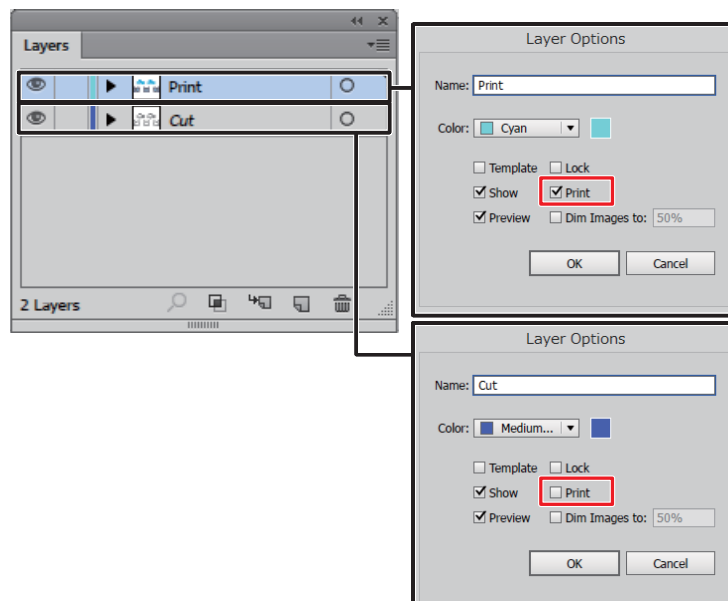 Layers
Print
Cut
2 Layers
Layer Options
Name: Print
Color: Cyan
Template Lock
Show Print
Preview Dim Images to: 50%
OK Cancel
Layer Options
Name: Cut
Color: Medium...
Template Lock
Show Print
Preview Dim Images to: 50%
OK Cancel